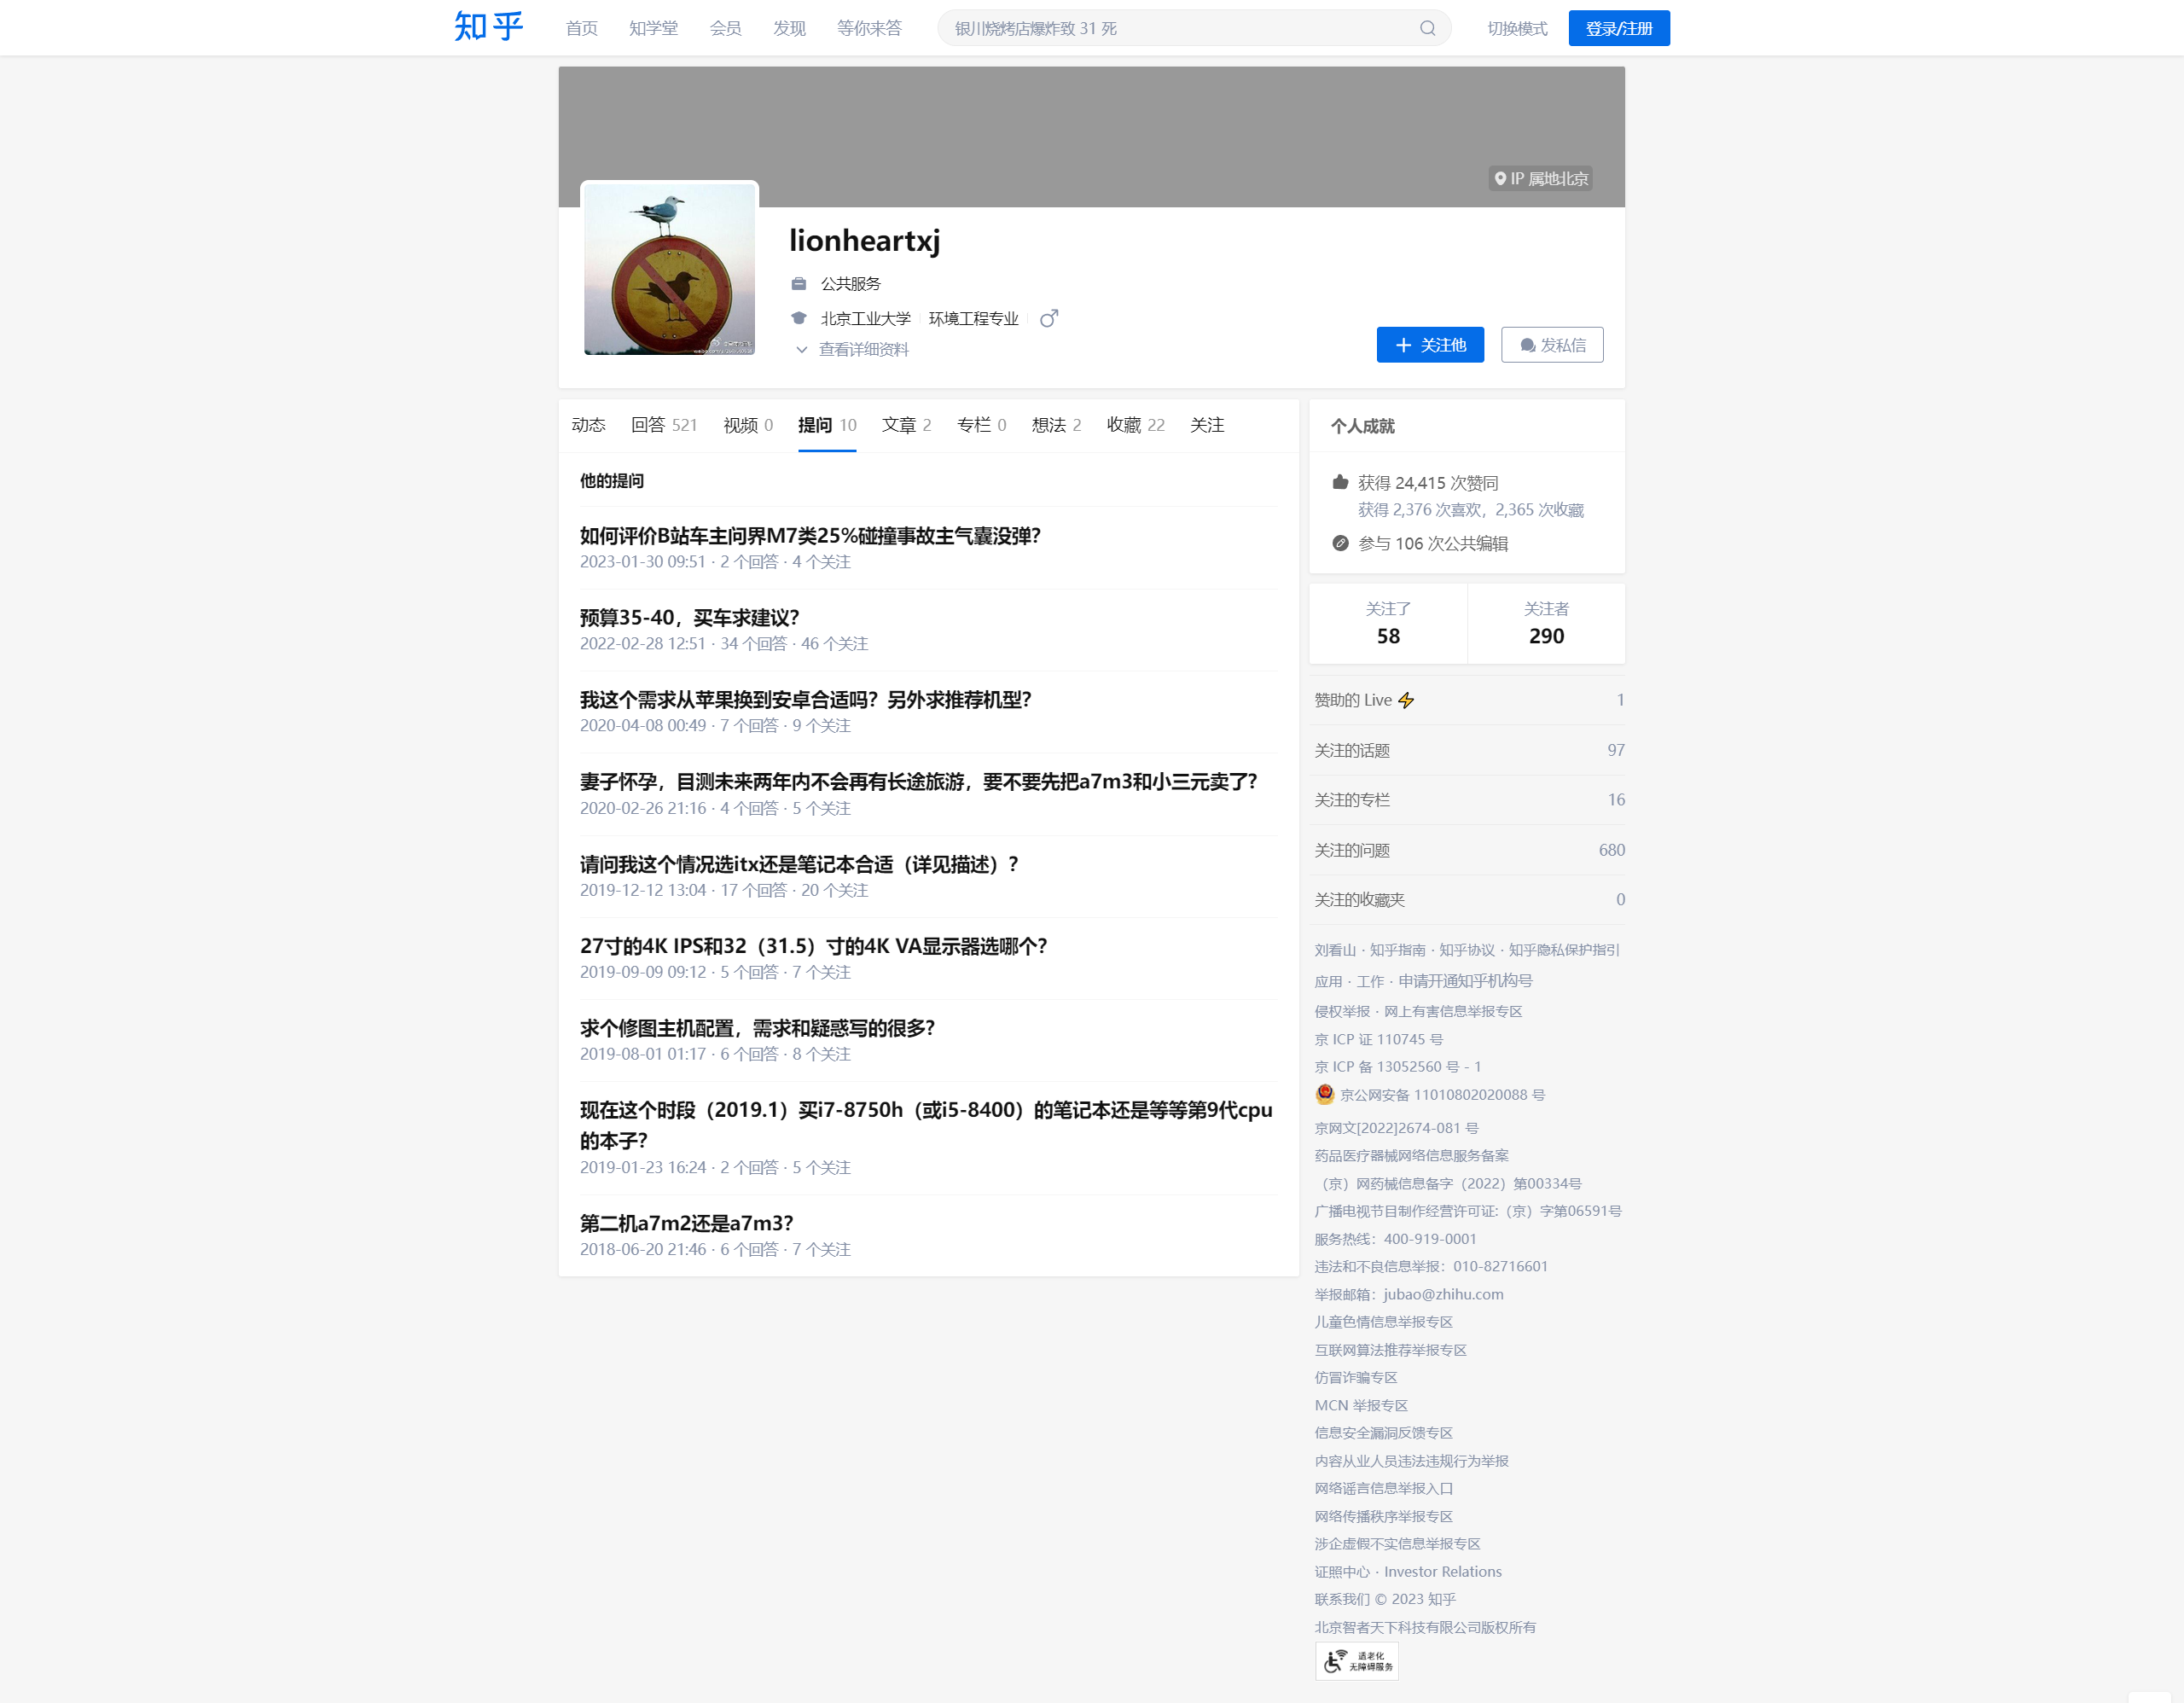 知乎
首页 知学堂 会员 发现 等你来答 银川烧烤店爆炸致 31 死 切换模式 登录/注册
IP 属地北京
lionheartxj
公共服务
北京工业大学 环境工程专业
查看详细资料
关注他 发私信
动态 回答 521 视频 0 提问 10 文章 2 专栏 0 想法 2 收藏 22 关注
他的提问
如何评价B站车主问界M7类25%碰撞事故主气囊没弹？
2023-01-30 09:51 · 2 个回答 · 4 个关注
预算35-40，买车求建议？
2022-02-28 12:51 · 34 个回答 · 46 个关注
我这个需求从苹果换到安卓合适吗？另外求推荐机型？
2020-04-08 00:49 · 7 个回答 · 9 个关注
妻子怀孕，目测未来两年内不会再有长途旅游，要不要先把a7m3和小三元卖了？
2020-02-26 21:16 · 4 个回答 · 5 个关注
请问我这个情况选itx还是笔记本合适（详见描述）？
2019-12-12 13:04 · 17 个回答 · 20 个关注
27寸的4K IPS和32（31.5）寸的4K VA显示器选哪个？
2019-09-09 09:12 · 5 个回答 · 7 个关注
求个修图主机配置，需求和疑惑写的很多？
2019-08-01 01:17 · 6 个回答 · 8 个关注
现在这个时段（2019.1）买i7-8750h（或i5-8400）的笔记本还是等等第9代cpu
的本子？
2019-01-23 16:24 · 2 个回答 · 5 个关注
第二机a7m2还是a7m3？
2018-06-20 21:46 · 6 个回答 · 7 个关注
个人成就
获得 24,415 次赞同
获得 2,376 次喜欢，2,365 次收藏
参与 106 次公共编辑
关注了 关注者
58 290
赞助的 Live 1
关注的话题 97
关注的专栏 16
关注的问题 680
关注的收藏夹 0
刘看山 · 知乎指南 · 知乎协议 · 知乎隐私保护指引
应用 · 工作 · 申请开通知乎机构号
侵权举报 · 网上有害信息举报专区
京 ICP 证 110745 号
京 ICP 备 13052560 号 - 1
京公网安备 11010802020088 号
京网文[2022]2674-081 号
药品医疗器械网络信息服务备案
（京）网药械信息备字（2022）第00334号
广播电视节目制作经营许可证:（京）字第06591号
服务热线：400-919-0001
违法和不良信息举报：010-82716601
举报邮箱：jubao@zhihu.com
儿童色情信息举报专区
互联网算法推荐举报专区
仿冒诈骗专区
MCN 举报专区
信息安全漏洞反馈专区
内容从业人员违法违规行为举报
网络谣言信息举报入口
网络传播秩序举报专区
涉企虚假不实信息举报专区
证照中心 · Investor Relations
联系我们 © 2023 知乎
北京智者天下科技有限公司版权所有
适老化
无障碍服务